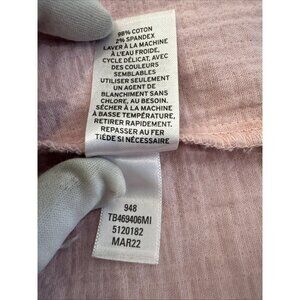 98% COTON
2% SPANDEX
LAVER À LA MACHINE
À L'EAU FROIDE,
CYCLE DÉLICAT, AVEC
DES COULEURS
SEMBLABLES
UTILISER SEULEMENT
UN AGENT DE
BLANCHIMENT SANS
CHLORE, AU BESOIN.
SÉCHER À LA MACHINE
À BASSE TEMPÉRATURE,
RETIRER RAPIDEMENT.
REPASSER AU FER
TIÈDE SI NÉCESSAIRE
948
TB469406MI
5120182
MAR22